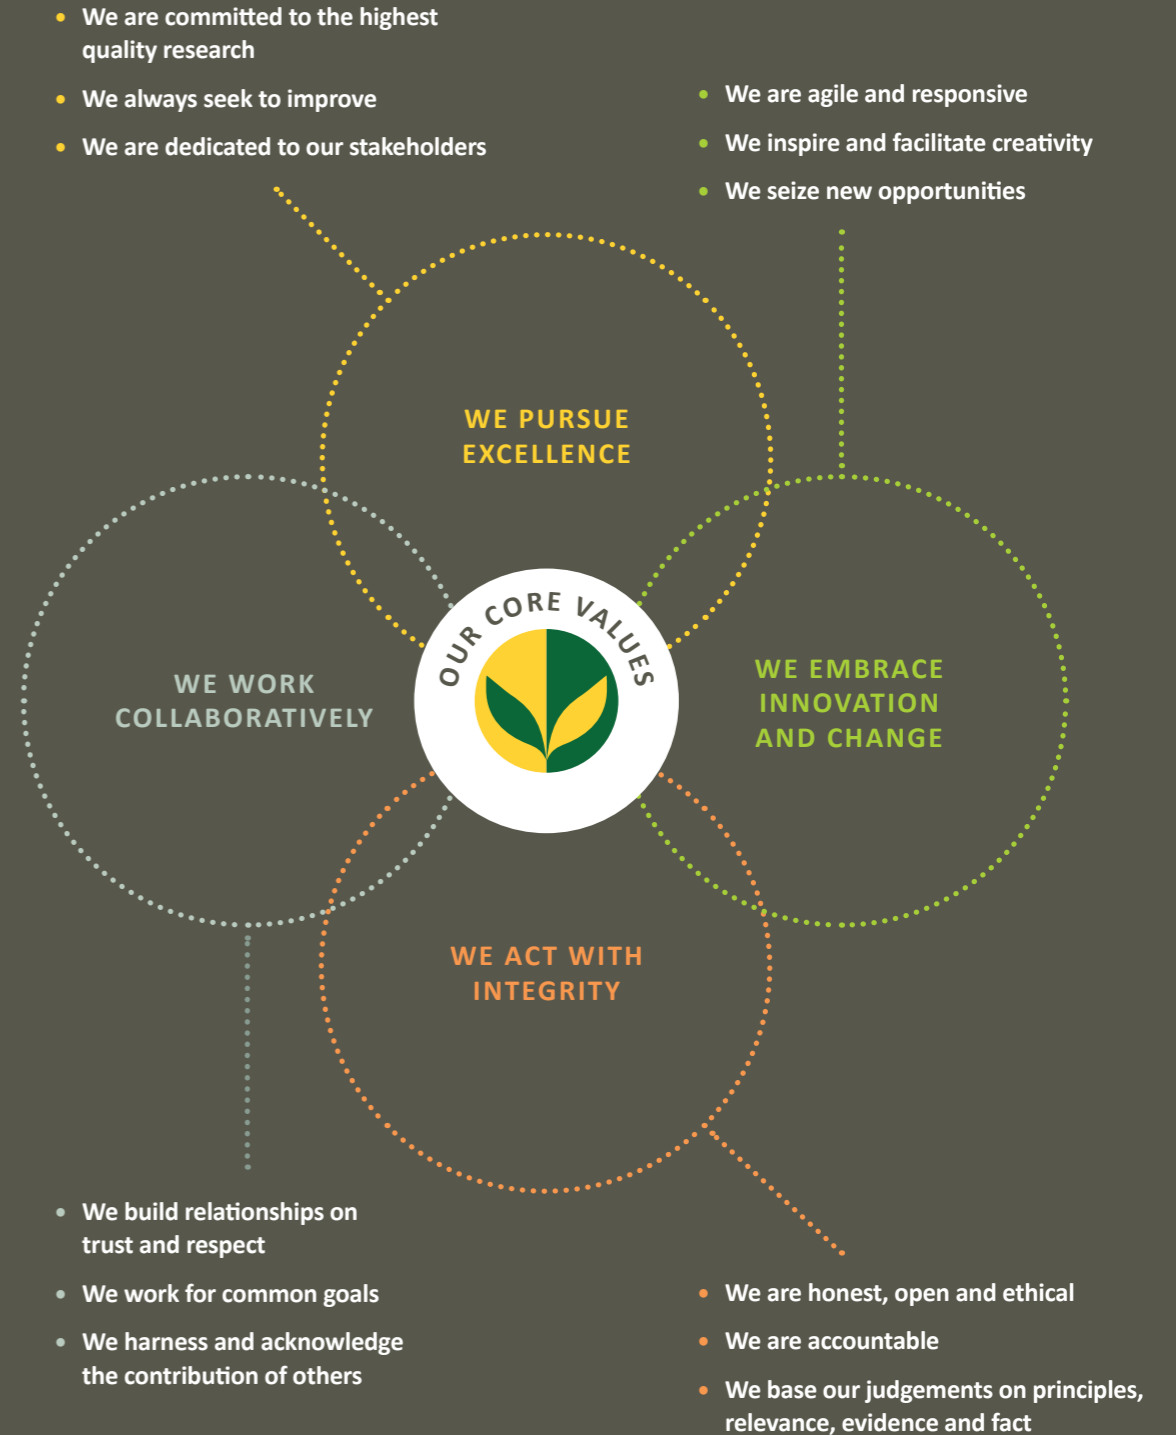 We are committed to the highest
quality research
We always seek to improve
We are dedicated to our stakeholders
We are agile and responsive
We inspire and facilitate creativity
We seize new opportunities
WE PURSUE
EXCELLENCE
OUR CORE VALUES
WE WORK
COLLABORATIVELY
WE EMBRACE
INNOVATION
AND CHANGE
WE ACT WITH
INTEGRITY
We build relationships on
trust and respect
We work for common goals
We harness and acknowledge
the contribution of others
We are honest, open and ethical
We are accountable
We base our judgements on principles,
relevance, evidence and fact